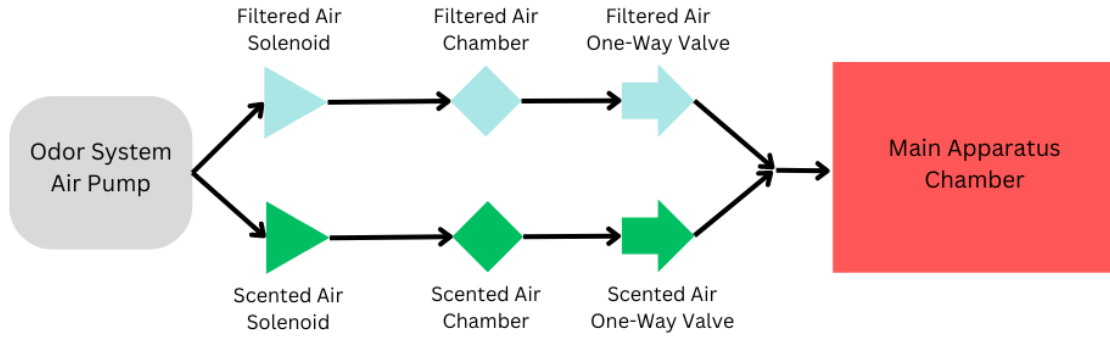 Filtered Air
Solenoid
Filtered Air
Chamber
Filtered Air
One-Way Valve
Odor System
Air Pump
Main Apparatus
Chamber
Scented Air
Solenoid
Scented Air
Chamber
Scented Air
One-Way Valve